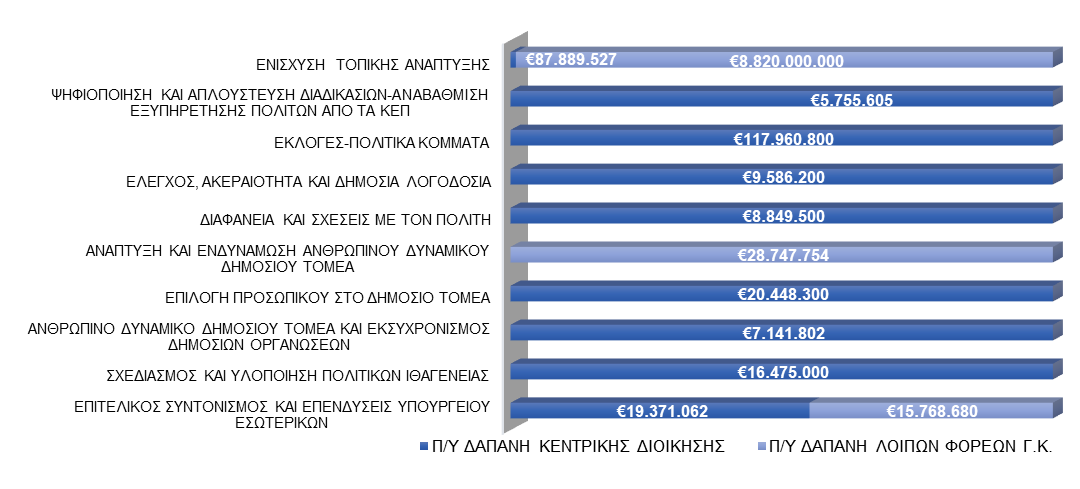 ΕΝΙΣΧΥΣΗ ΤΟΠΙΚΗΣ ΑΝΑΠΤΥΞΗΣ
€87.889.527
€8.820.000.000
ΨΗΦΙΟΠΟΙΗΣΗ ΚΑΙ ΑΠΛΟΥΣΤΕΥΣΗ ΔΙΑΔΙΚΑΣΙΩΝ-ΑΝΑΒΑΘΜΙΣΗ
ΕΞΥΠΗΡΕΤΗΣΗΣ ΠΟΛΙΤΩΝ ΑΠΟ ΤΑ ΚΕΠ
€5.755.605
ΕΚΛΟΓΕΣ-ΠΟΛΙΤΙΚΑ ΚΟΜΜΑΤΑ
€117.960.800
ΕΛΕΓΧΟΣ, ΑΚΕΡΑΙΟΤΗΤΑ ΚΑΙ ΔΗΜΟΣΙΑ ΛΟΓΟΔΟΣΙΑ
€9.586.200
ΔΙΑΦΑΝΕΙΑ ΚΑΙ ΣΧΕΣΕΙΣ ΜΕ ΤΟΝ ΠΟΛΙΤΗ
€8.849.500
ΑΝΑΠΤΥΞΗ ΚΑΙ ΕΝΔΥΝΑΜΩΣΗ ΑΝΘΡΩΠΙΝΟΥ ΔΥΝΑΜΙΚΟΥ
ΔΗΜΟΣΙΟΥ ΤΟΜΕΑ
€28.747.754
ΕΠΙΛΟΓΗ ΠΡΟΣΩΠΙΚΟΥ ΣΤΟ ΔΗΜΟΣΙΟ ΤΟΜΕΑ
€20.448.300
ΑΝΘΡΩΠΙΝΟ ΔΥΝΑΜΙΚΟ ΔΗΜΟΣΙΟΥ ΤΟΜΕΑ ΚΑΙ ΕΚΣΥΧΡΟΝΙΣΜΟΣ
ΔΗΜΟΣΙΩΝ ΟΡΓΑΝΩΣΕΩΝ
€7.141.802
ΣΧΕΔΙΑΣΜΟΣ ΚΑΙ ΥΛΟΠΟΙΗΣΗ ΠΟΛΙΤΙΚΩΝ ΙΘΑΓΕΝΕΙΑΣ
€16.475.000
ΕΠΙΤΕΛΙΚΟΣ ΣΥΝΤΟΝΙΣΜΟΣ ΚΑΙ ΕΠΕΝΔΥΣΕΙΣ ΥΠΟΥΡΓΕΙΟΥ
ΕΣΩΤΕΡΙΚΩΝ
€19.371.062
€15.768.680
Π/Υ ΔΑΠΑΝΗ ΚΕΝΤΡΙΚΗΣ ΔΙΟΙΚΗΣΗΣ
Π/Υ ΔΑΠΑΝΗ ΛΟΙΠΩΝ ΦΟΡΕΩΝ Γ.Κ.